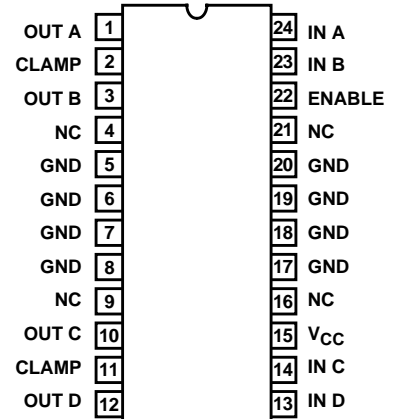 OUT A 1 24 IN A
CLAMP 2 23 IN B
OUT B 3 22 ENABLE
NC 4 21 NC
GND 5 20 GND
GND 6 19 GND
GND 7 18 GND
GND 8 17 GND
NC 9 16 NC
OUT C 10 15 VCC
CLAMP 11 14 IN C
OUT D 12 13 IN D